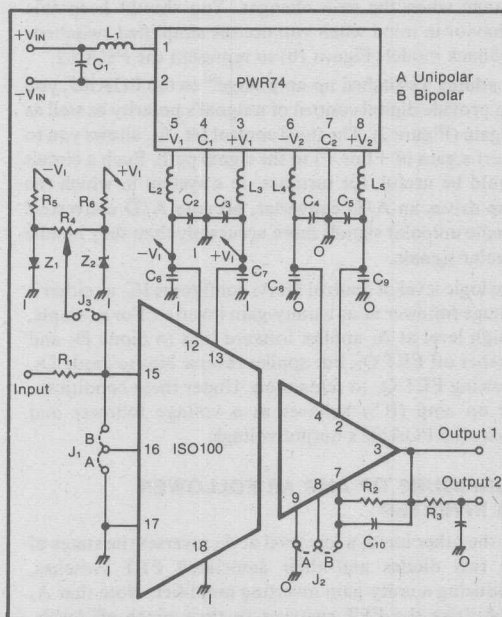 +VIN L1 1
C1
-VIN 2
PWR74
A Unipolar
B Bipolar
5 4 6 7 2 8
-V1 C1 +V1 -V2 C2 +V2
-V1 +V1
L2 L3 L4 L5
C2 C3 C4 C5
I O
R5 R6
R4
-V1 +V1
C6 C7 C8 C9
Z1 Z2
I I I I O O
J3
12 13
R1
Input 15
4
2
3 Output 1
B
J1 16 ISO100
A
7
8
9
R2 Output 2
R3
17
A B
J2
C10
18
I I O